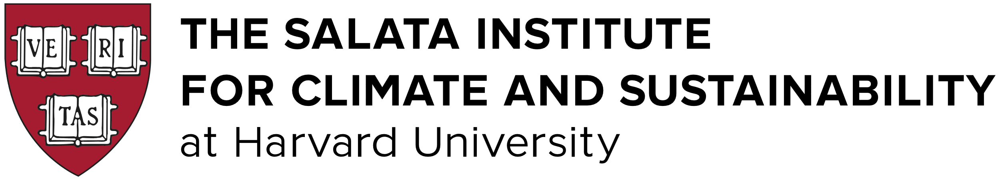 VE RI
TAS
THE SALATA INSTITUTE
FOR CLIMATE AND SUSTAINABILITY
at Harvard University